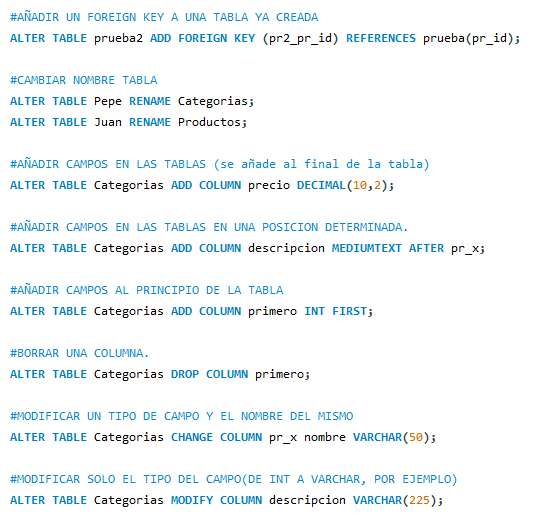 #AÑADIR UN FOREIGN KEY A UNA TABLA YA CREADA
ALTER TABLE prueba2 ADD FOREIGN KEY (pr2_pr_id) REFERENCES prueba(pr_id);
#CAMBIAR NOMBRE TABLA
ALTER TABLE Pepe RENAME Categorias;
ALTER TABLE Juan RENAME Productos;
#AÑADIR CAMPOS EN LAS TABLAS (se añade al final de la tabla)
ALTER TABLE Categorias ADD COLUMN precio DECIMAL(10,2);
#AÑADIR CAMPOS EN LAS TABLAS EN UNA POSICION DETERMINADA.
ALTER TABLE Categorias ADD COLUMN descripcion MEDIUMTEXT AFTER pr_x;
#AÑADIR CAMPOS AL PRINCIPIO DE LA TABLA
ALTER TABLE Categorias ADD COLUMN primero INT FIRST;
#BORRAR UNA COLUMNA.
ALTER TABLE Categorias DROP COLUMN primero;
#MODIFICAR UN TIPO DE CAMPO Y EL NOMBRE DEL MISMO
ALTER TABLE Categorias CHANGE COLUMN pr_x nombre VARCHAR(50);
#MODIFICAR SOLO EL TIPO DEL CAMPO(DE INT A VARCHAR, POR EJEMPLO)
ALTER TABLE Categorias MODIFY COLUMN descripcion VARCHAR(225);